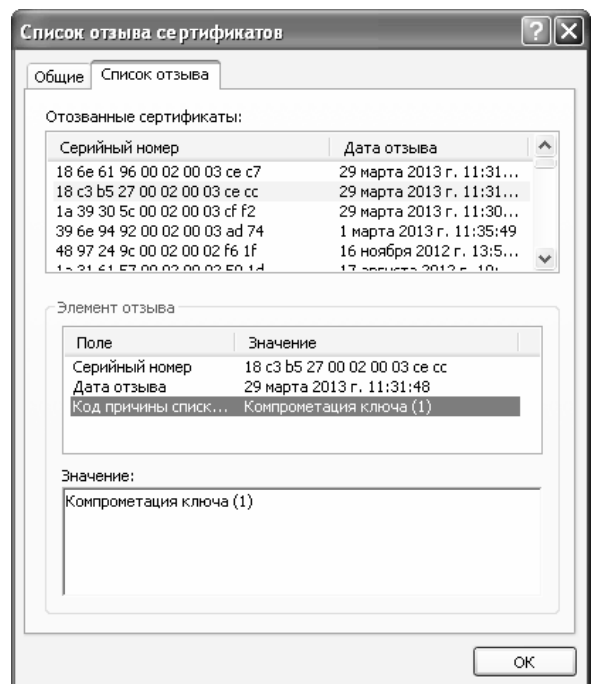 Список отзыва сертификатов
Общие Список отзыва
Отозванные сертификаты:
Серийный номер Дата отзыва
18 6e 61 96 00 02 00 03 ce c7 29 марта 2013 г. 11:31...
18 c3 b5 27 00 02 00 03 ce cc 29 марта 2013 г. 11:31...
1a 39 30 5c 00 02 00 03 cf f2 29 марта 2013 г. 11:30...
39 6e 94 92 00 02 00 03 ad 74 1 марта 2013 г. 11:35:49
48 97 24 9c 00 02 00 02 f6 1f 16 ноября 2012 г. 13:5...
Элемент отзыва
Поле Значение
Серийный номер 18 c3 b5 27 00 02 00 03 ce cc
Дата отзыва 29 марта 2013 г. 11:31:48
Код причины списк... Компрометация ключа (1)
Значение:
Компрометация ключа (1)
ОК